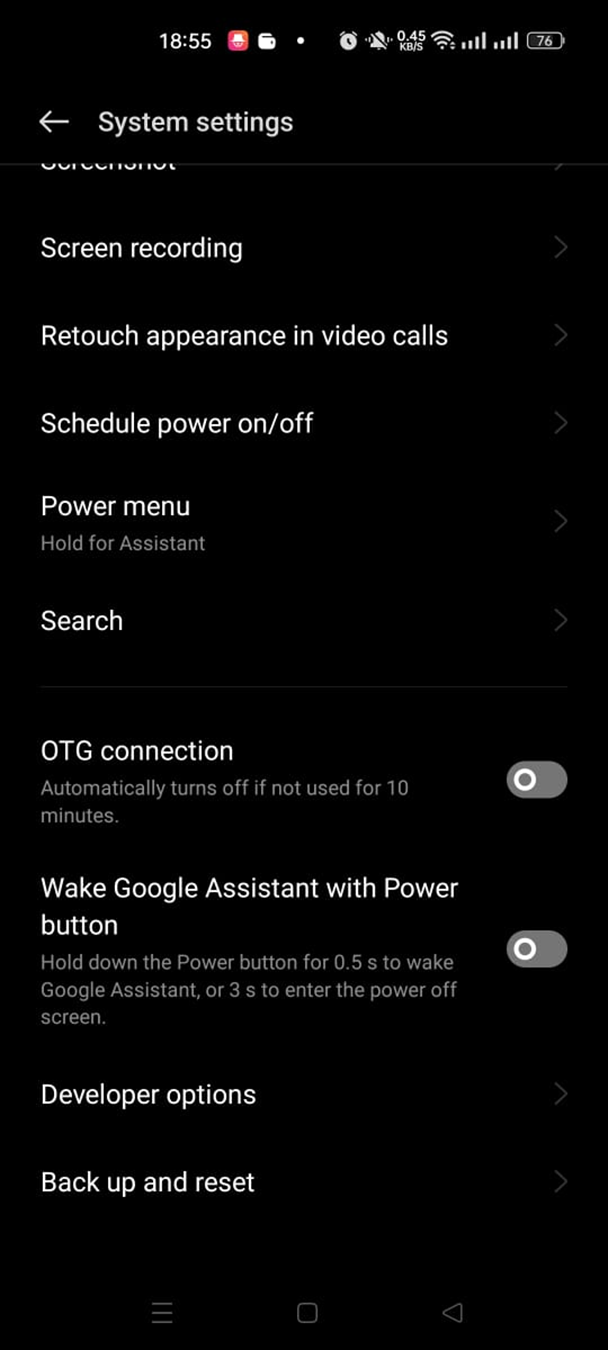 18:55
0.45
KB/S
76
System settings
Screenshot
Screen recording
Retouch appearance in video calls
Schedule power on/off
Power menu
Hold for Assistant
Search
OTG connection
Automatically turns off if not used for 10
minutes.
Wake Google Assistant with Power
button
Hold down the Power button for 0.5 s to wake
Google Assistant, or 3 s to enter the power off
screen.
Developer options
Back up and reset